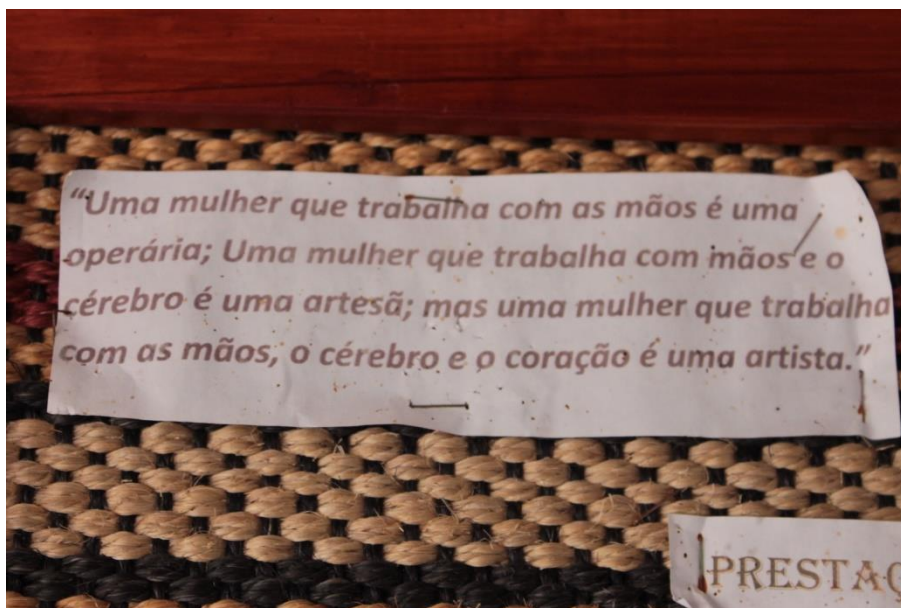 “Uma mulher que trabalha com as mãos é uma
operária; Uma mulher que trabalha com mãos e o
cérebro é uma artesã; mas uma mulher que trabalha
com as mãos, o cérebro e o coração é uma artista.”